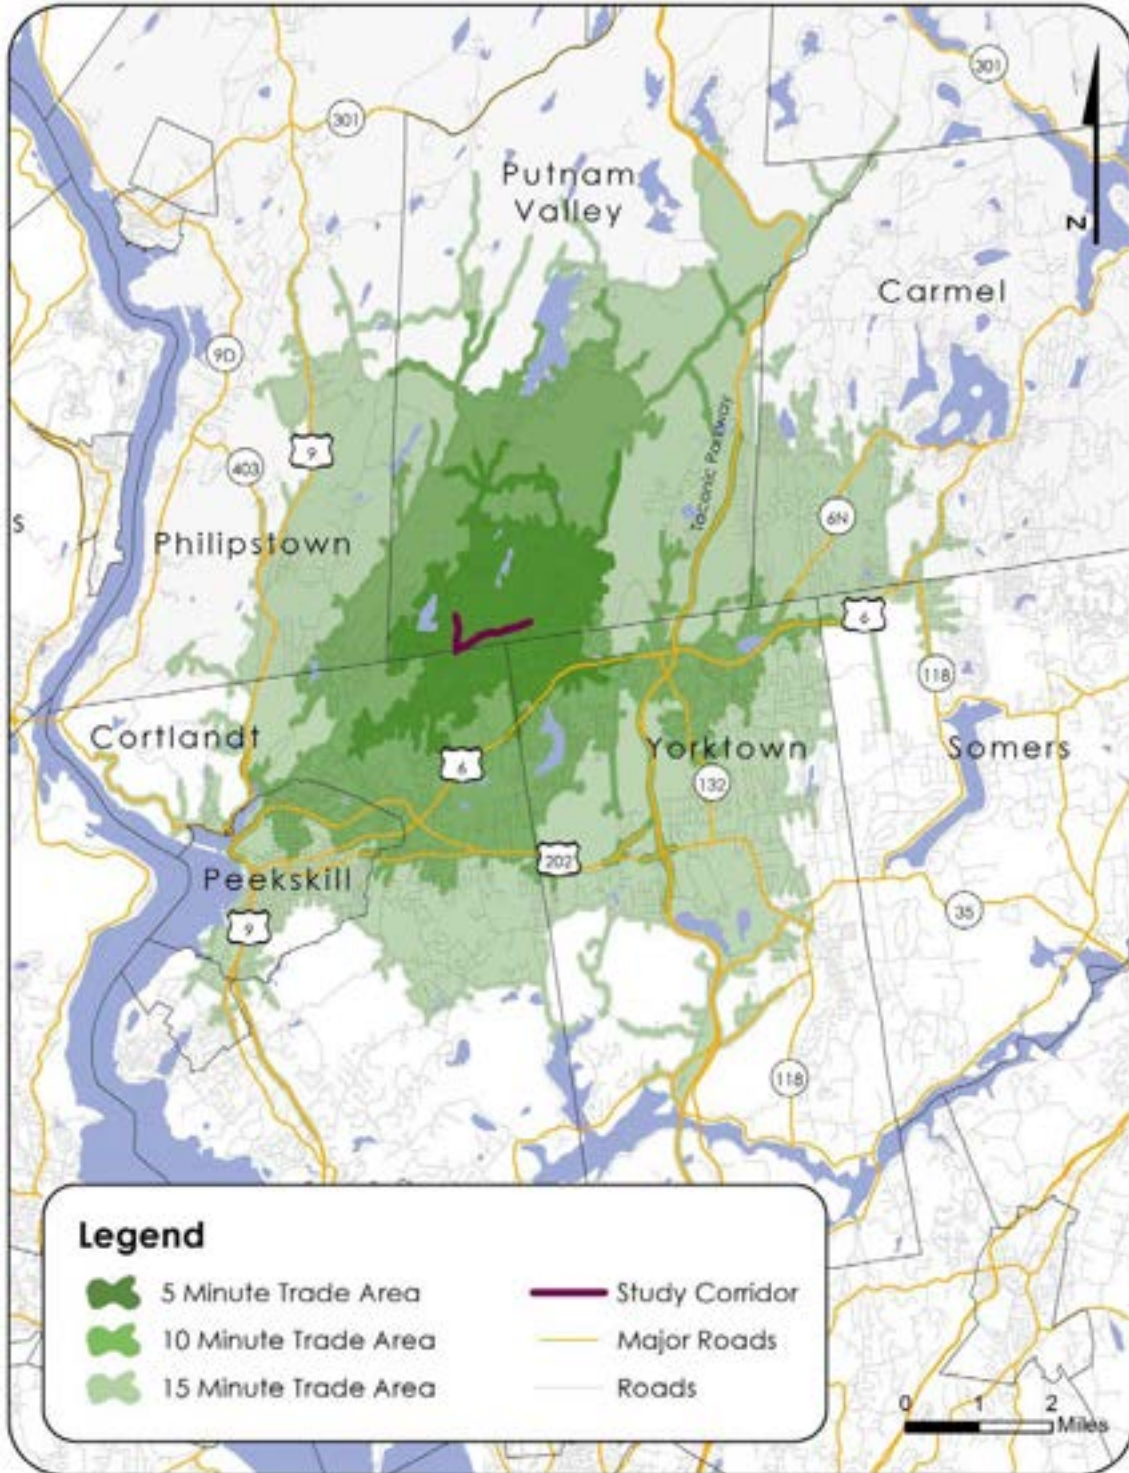 301
301
Putnam
Valley
N
Carmel
9D
9
403
Taconic Parkway
6N
S
Philipstown
6
118
Cortlandt
6
Yorktown
Somers
132
202
Peekskill
35
9
118
Legend
5 Minute Trade Area
Study Corridor
10 Minute Trade Area
Major Roads
15 Minute Trade Area
Roads
0 1 2
Miles